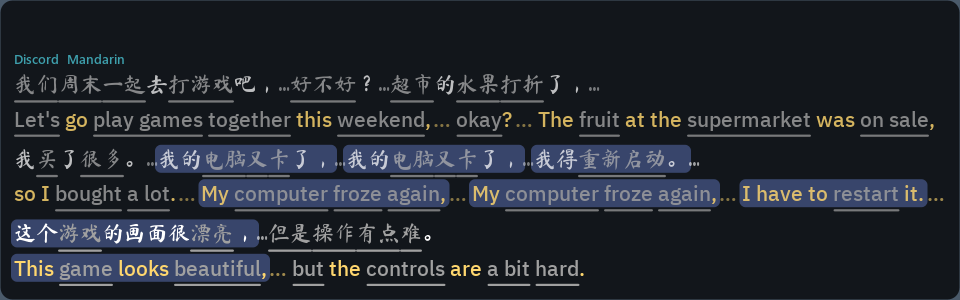 Discord Mandarin
我们周末一起去打游戏吧，…好不好？…超市的水果打折了，…
Let's go play games together this weekend,... okay?... The fruit at the supermarket was on sale,
我买了很多。…我的电脑又卡了，…我的电脑又卡了，…我得重新启动。…
so I bought a lot.... My computer froze again,... My computer froze again,... I have to restart it....
这个游戏的画面很漂亮，…但是操作有点难。
This game looks beautiful,... but the controls are a bit hard.